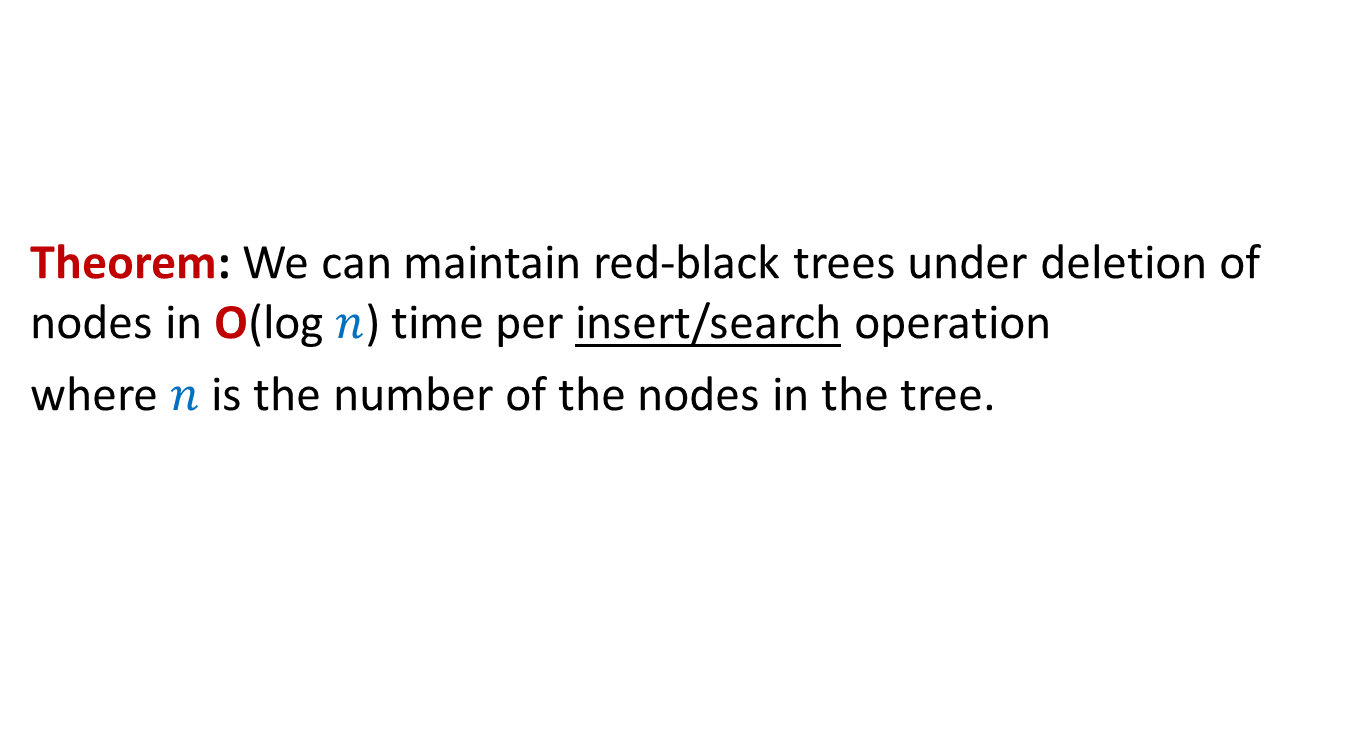 Theorem: We can maintain red-black trees under deletion of
nodes in O(log n) time per insert/search operation
where n is the number of the nodes in the tree.